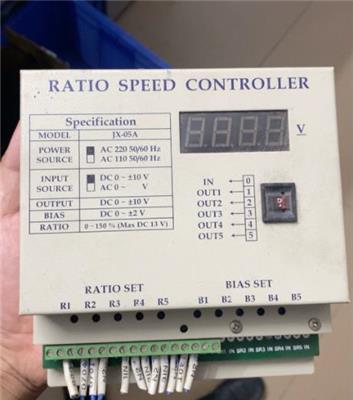 RATIO SPEED CONTROLLER
Specification
MODEL JX-05A
POWER SOURCE AC 220 50/60 Hz
AC 110 50/60 Hz
INPUT SOURCE DC 0~ ±10 V
AC 0~ V
OUTPUT DC 0~ ±10 V
BIAS DC 0~ ±2 V
RATIO 0~150 % (Max DC 13 V)
V
IN 0
OUT1 1
OUT2 2
OUT3 3
OUT4 4
OUT5 5
RATIO SET BIAS SET
R1 R2 R3 R4 R5 B1 B2 B3 B4 B5